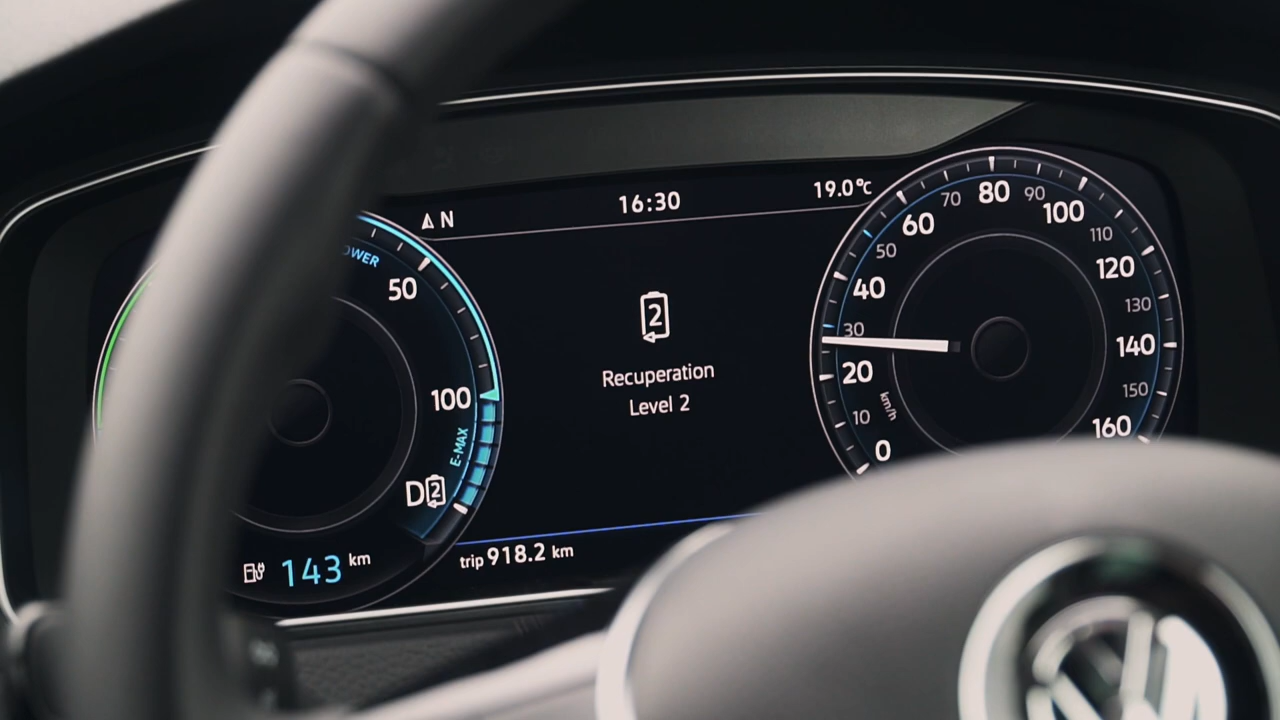 N
16:30
19.0°C
OWER
50
100
E-MAX
D2
143 km
2
Recuperation
Level 2
trip 918.2 km
0
10
20
30
40
50
60
70
80
90
100
110
120
130
140
150
160
km/h